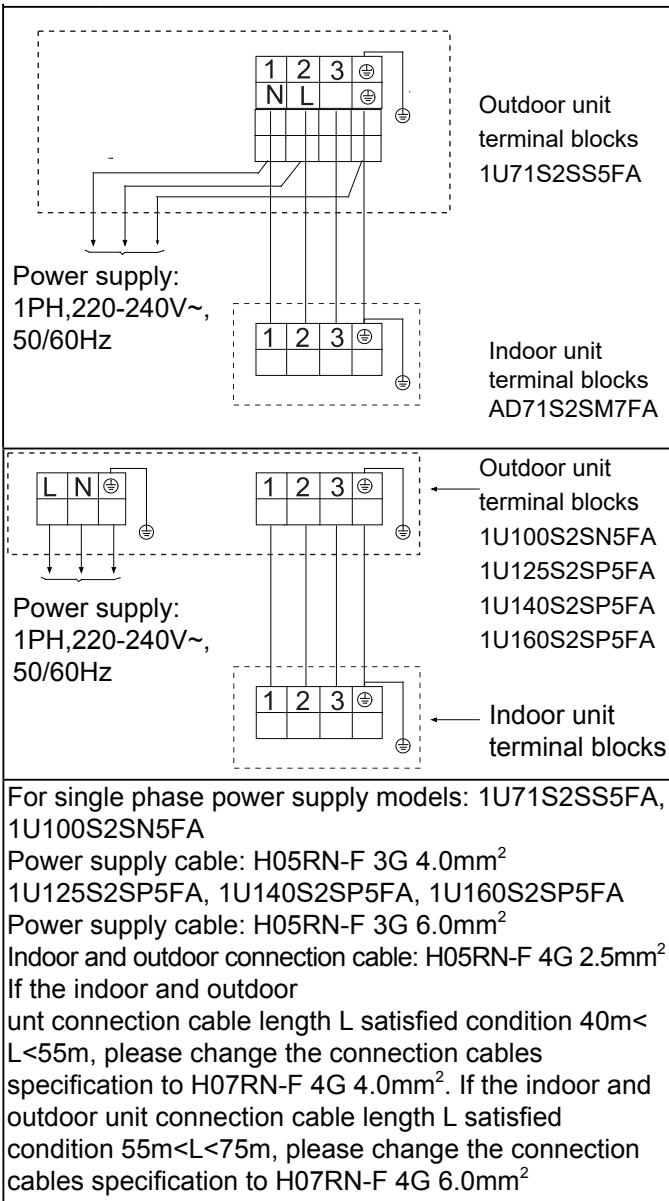 1 2 3
N L
Outdoor unit
terminal blocks
1U71S2SS5FA
Power supply:
1PH,220-240V~,
50/60Hz
1 2 3
Indoor unit
terminal blocks
AD71S2SM7FA
L N
1 2 3
Outdoor unit
terminal blocks
1U100S2SN5FA
1U125S2SP5FA
1U140S2SP5FA
1U160S2SP5FA
Power supply:
1PH,220-240V~,
50/60Hz
1 2 3
Indoor unit
terminal blocks
For single phase power supply models: 1U71S2SS5FA,
1U100S2SN5FA
Power supply cable: H05RN-F 3G 4.0mm²
1U125S2SP5FA, 1U140S2SP5FA, 1U160S2SP5FA
Power supply cable: H05RN-F 3G 6.0mm²
Indoor and outdoor connection cable: H05RN-F 4G 2.5mm²
If the indoor and outdoor
unt connection cable length L satisfied condition 40m<
L<55m, please change the connection cables
specification to H07RN-F 4G 4.0mm². If the indoor and
outdoor unit connection cable length L satisfied
condition 55m<L<75m, please change the connection
cables specification to H07RN-F 4G 6.0mm²